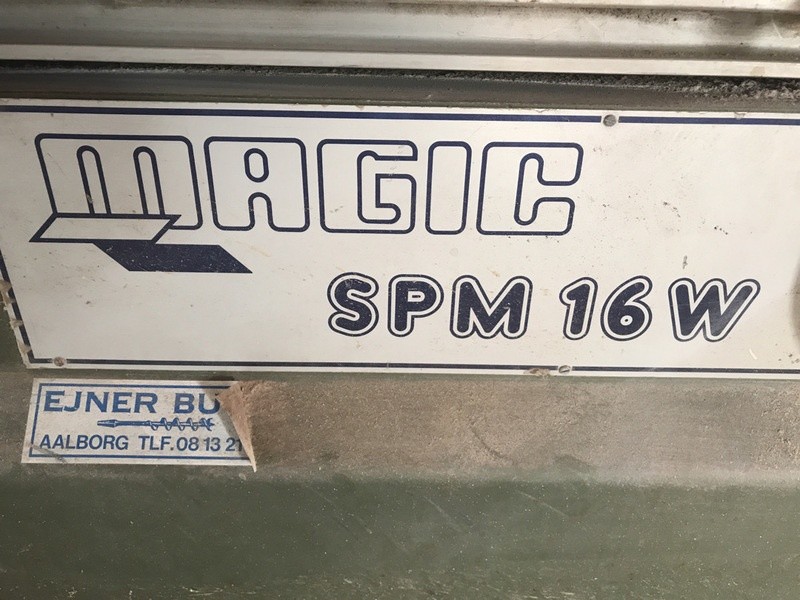 MAGIC
SPM 16 W
EJNER BU
AALBORG TLF. 08 13 21